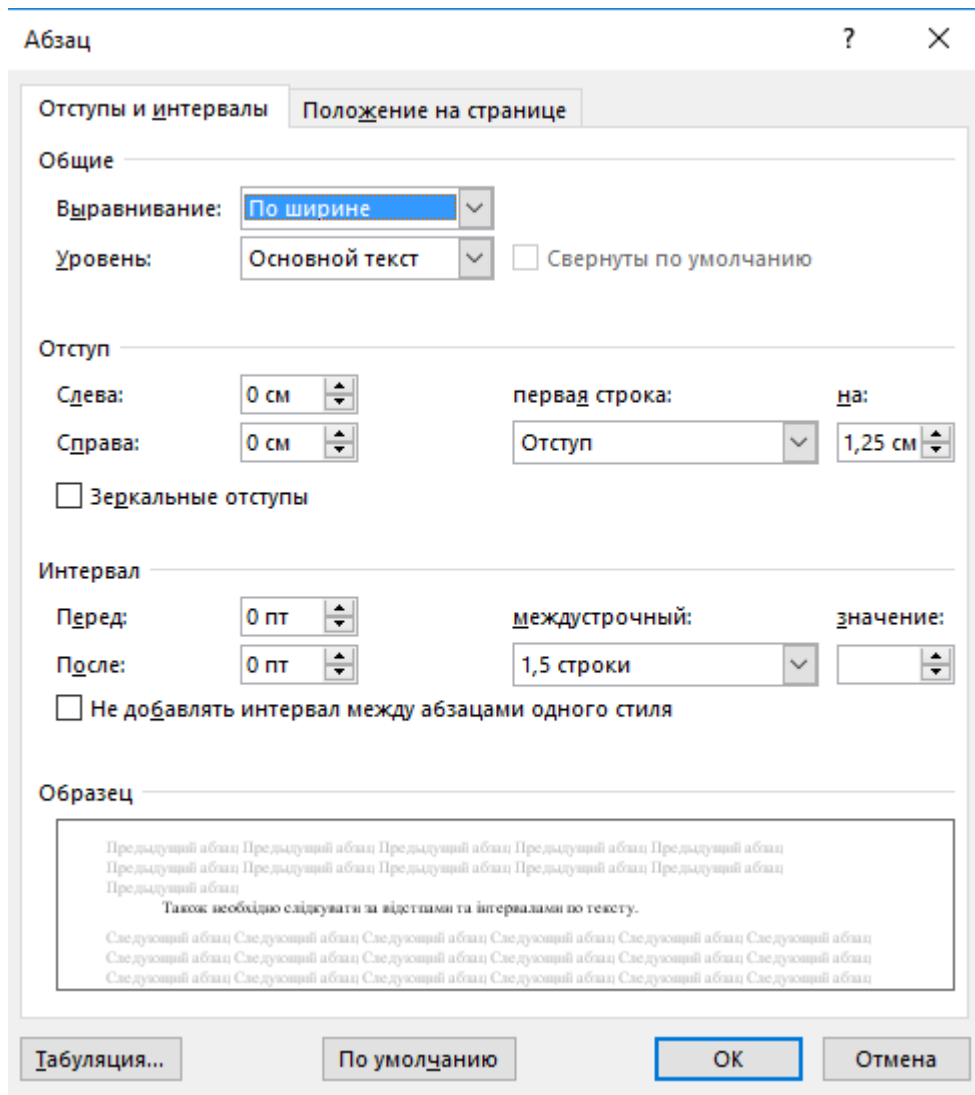 Абзац ? ×
Отступы и интервалы Положение на странице
Общие
Выравнивание: По ширине
Уровень: Основной текст Свернуты по умолчанию
Отступ
Слева: 0 см первая строка: на:
Справа: 0 см Отступ 1,25 см
Зеркальные отступы
Интервал
Перед: 0 пт междустрочный: значение:
После: 0 пт 1,5 строки
Не добавлять интервал между абзацами одного стиля
Образец
Предыдущий абзац Предыдущий абзац Предыдущий абзац Предыдущий абзац Предыдущий абзац
Предыдущий абзац Предыдущий абзац Предыдущий абзац Предыдущий абзац Предыдущий абзац
Предыдущий абзац
Також необхідно слідкувати за відстпами та інтервалами по тексту.
Следующий абзац Следующий абзац Следующий абзац Следующий абзац Следующий абзац Следующий абзац
Следующий абзац Следующий абзац Следующий абзац Следующий абзац Следующий абзац Следующий абзац
Следующий абзац Следующий абзац Следующий абзац Следующий абзац Следующий абзац Следующий абзац
Табуляция... По умолчанию ОК Отмена